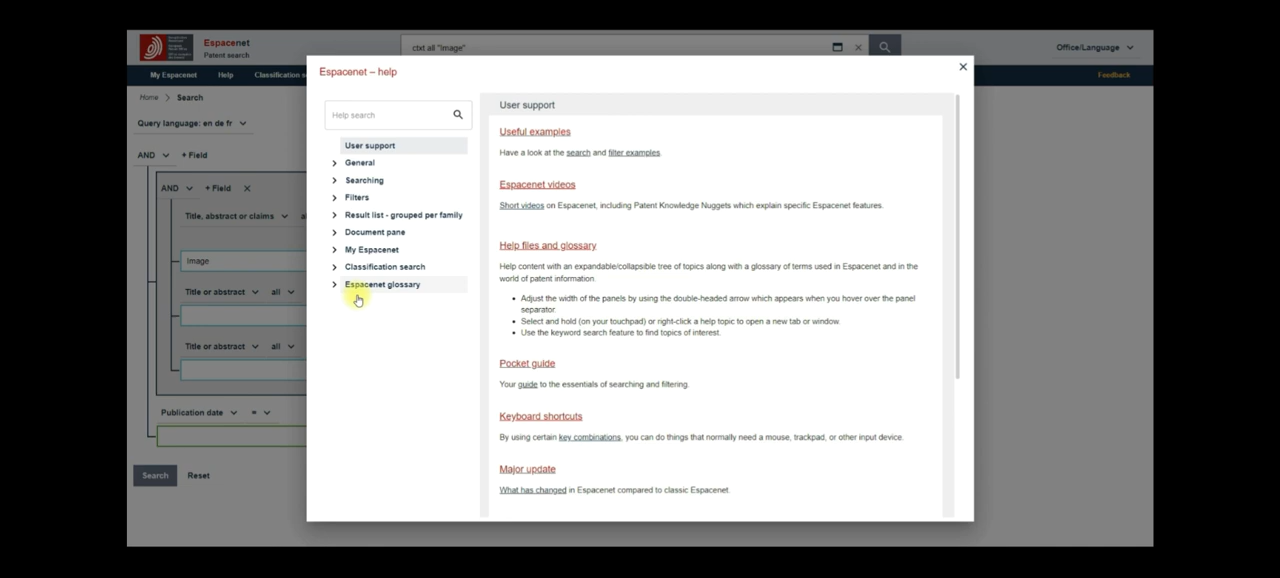 Espacenet
Patent search
ctxt all "Image"
Office/Language
My Espacenet Help Classification s
Feedback
Home > Search
Query language: en de fr
AND + Field
AND + Field
Title, abstract or claims
Image
Title or abstract all
Title or abstract all
Publication date =
Search Reset
Espacenet – help
Help search
User support
General
Searching
Filters
Result list - grouped per family
Document pane
My Espacenet
Classification search
Espacenet glossary
User support
Useful examples
Have a look at the search and filter examples.
Espacenet videos
Short videos on Espacenet, including Patent Knowledge Nuggets which explain specific Espacenet features.
Help files and glossary
Help content with an expandable/collapsible tree of topics along with a glossary of terms used in Espacenet and in the
world of patent information.
• Adjust the width of the panels by using the double-headed arrow which appears when you hover over the panel
separator.
• Select and hold (on your touchpad) or right-click a help topic to open a new tab or window.
• Use the keyword search feature to find topics of interest.
Pocket guide
Your guide to the essentials of searching and filtering.
Keyboard shortcuts
By using certain key combinations, you can do things that normally need a mouse, trackpad, or other input device.
Major update
What has changed in Espacenet compared to classic Espacenet.